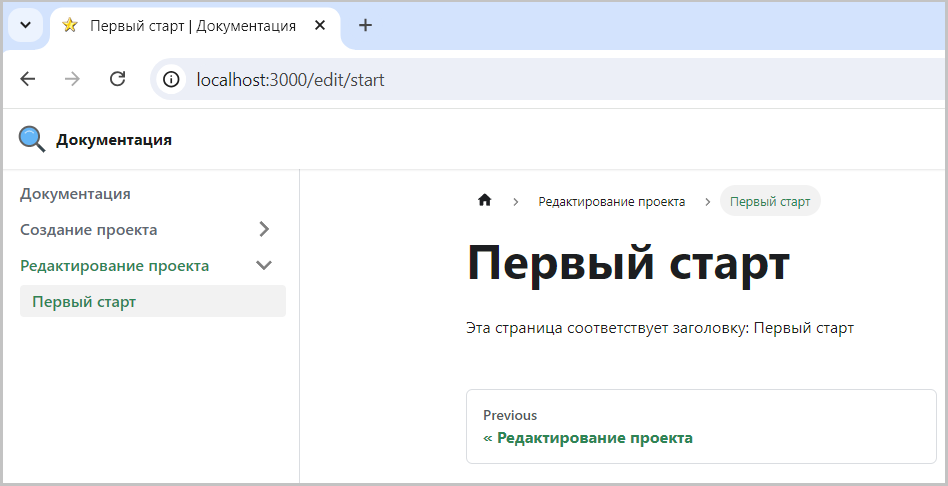 Первый старт | Документация
localhost:3000/edit/start
Документация
Документация
Создание проекта
Редактирование проекта
Первый старт
Редактирование проекта
Первый старт
Первый старт
Эта страница соответствует заголовку: Первый старт
Previous
« Редактирование проекта